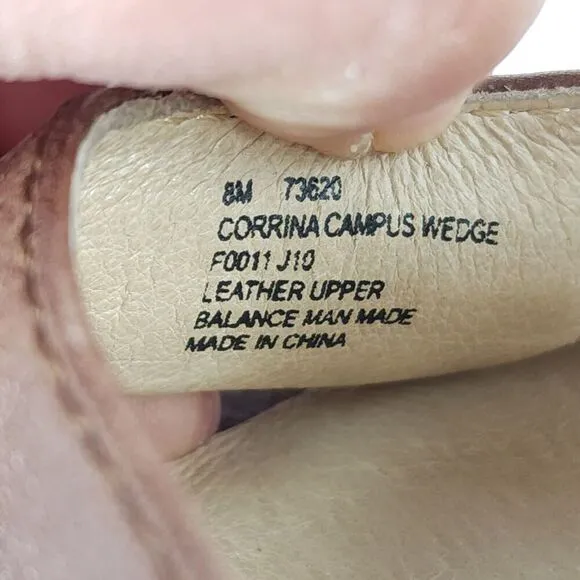 8M 73620
CORRINA CAMPUS WEDGE
F0011 J10
LEATHER UPPER
BALANCE MAN MADE
MADE IN CHINA